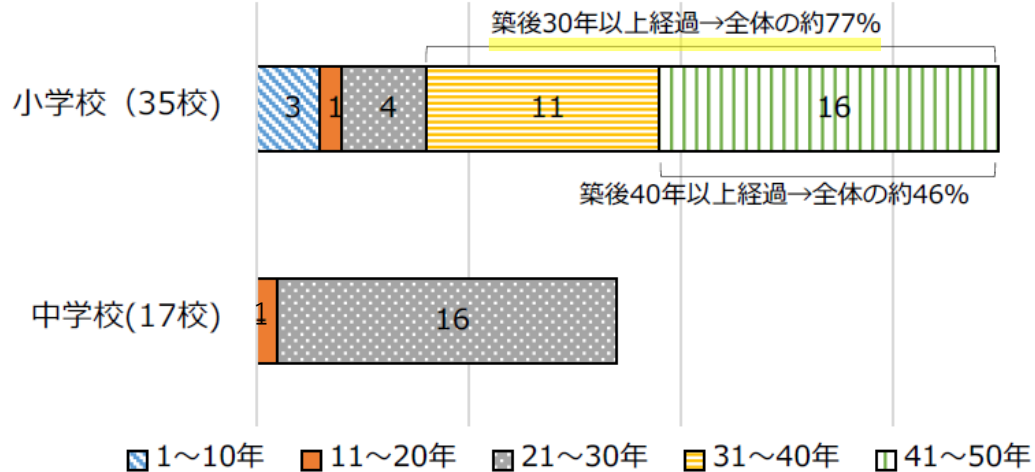 築後30年以上経過→全体の約77%
小学校（35校）
3
1
4
11
16
築後40年以上経過→全体の約46%
中学校(17校)
1
16
1～10年
11～20年
21～30年
31～40年
41～50年